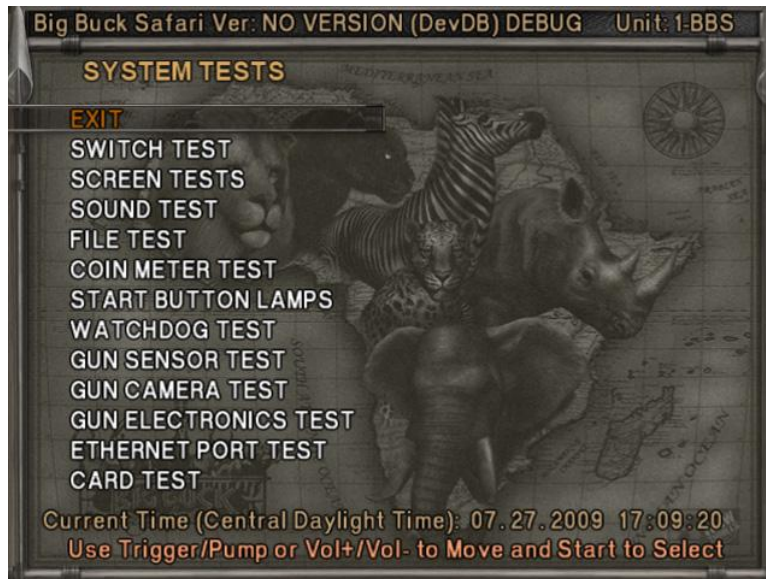 Big Buck Safari Ver: NO VERSION (DevDB) DEBUG Unit: 1-BBS
SYSTEM TESTS
MEDITERRANEAN SEA
EXIT
SWITCH TEST
SCREEN TESTS
SOUND TEST
FILE TEST
COIN METER TEST
START BUTTON LAMPS
WATCHDOG TEST
GUN SENSOR TEST
GUN CAMERA TEST
GUN ELECTRONICS TEST
ETHERNET PORT TEST
CARD TEST
Current Time (Central Daylight Time): 07.27.2009 17:09:20
Use Trigger/Pump or Vol+/Vol- to Move and Start to Select